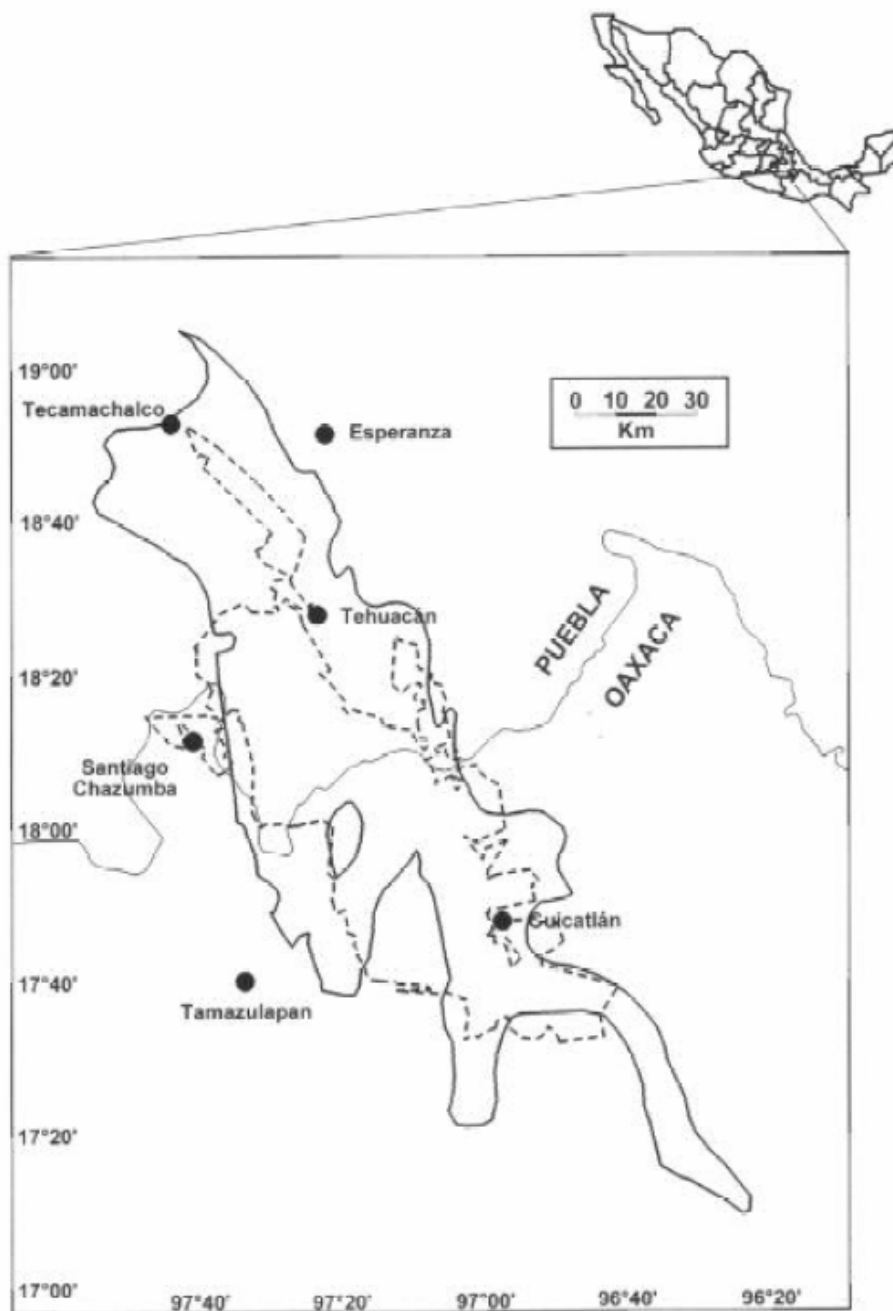 19°00'
Tecamachalco
Esperanza
0 10 20 30
Km
18°40'
Tehuacán
PUEBLA
OAXACA
18°20'
Santiago
Chazumba
18°00'
Cuicatlán
17°40'
Tamazulapan
17°20'
17°00'
97°40' 97°20' 97°00' 96°40' 96°20'